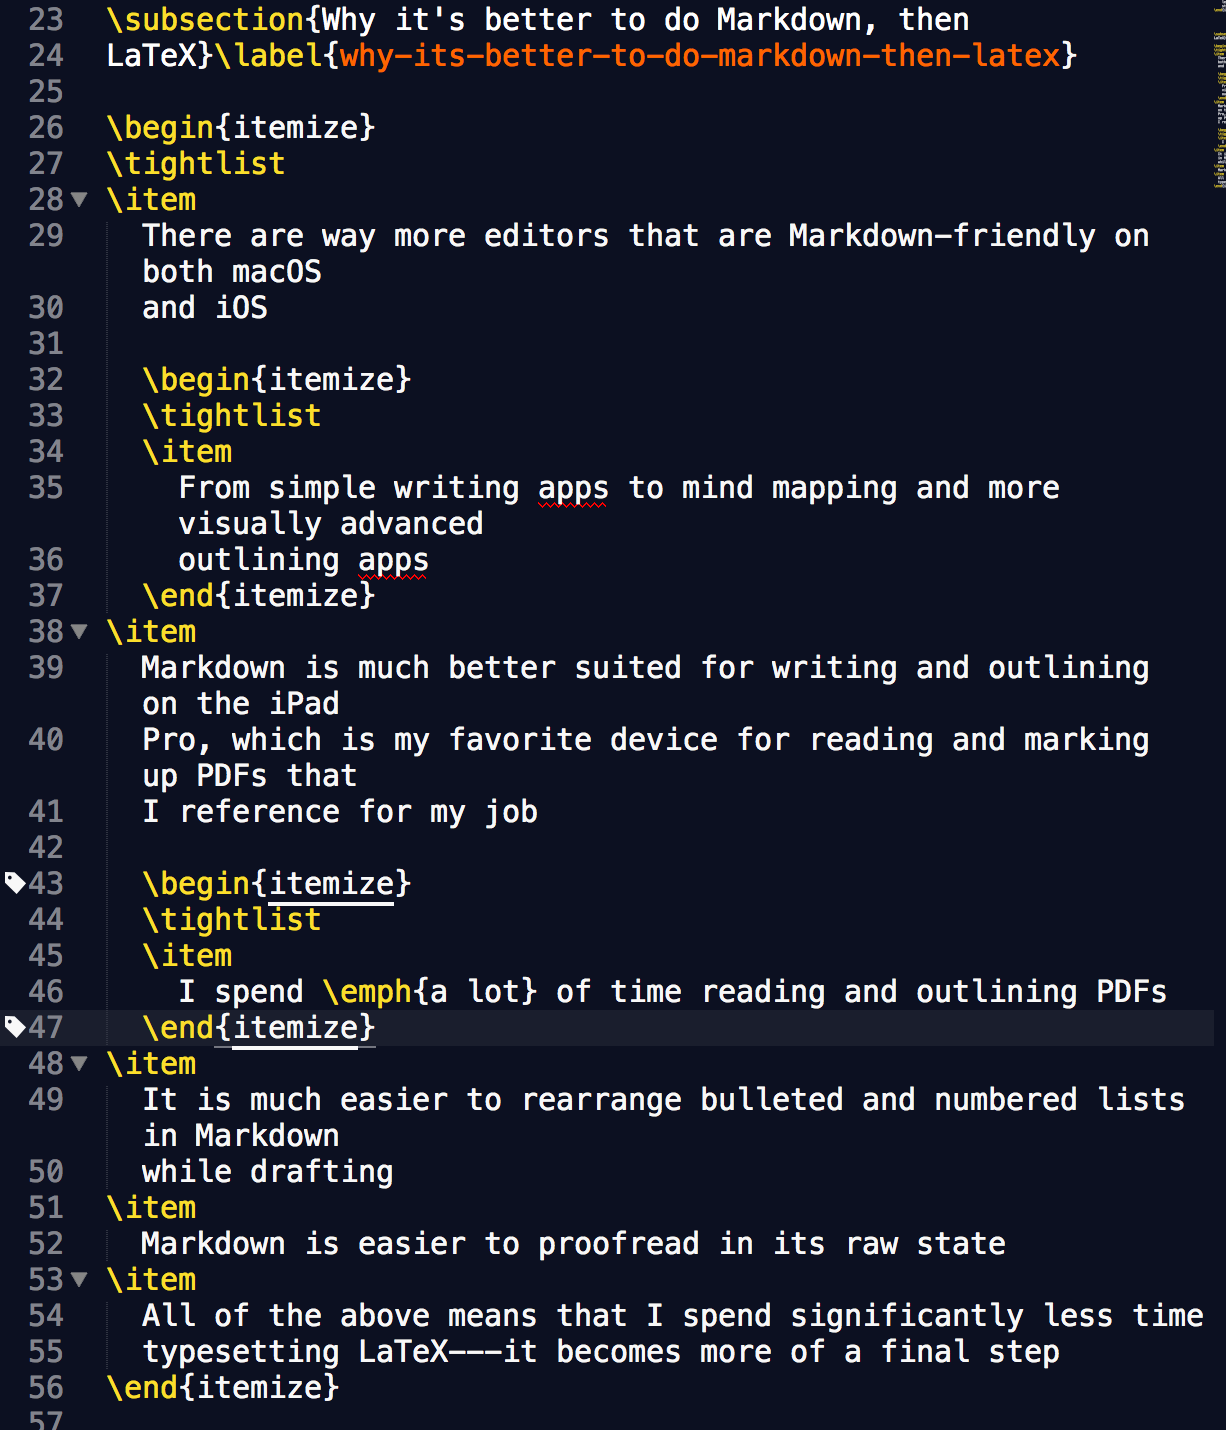 23 \subsection{Why it's better to do Markdown, then
24 LaTeX}\label{why-its-better-to-do-markdown-then-latex}
25
26 \begin{itemize}
27 \tightlist
28 \item
29 There are way more editors that are Markdown-friendly on
both macOS
30 and iOS
31
32 \begin{itemize}
33 \tightlist
34 \item
35 From simple writing apps to mind mapping and more
visually advanced
36 outlining apps
37 \end{itemize}
38 \item
39 Markdown is much better suited for writing and outlining
on the iPad
40 Pro, which is my favorite device for reading and marking
up PDFs that
41 I reference for my job
42
43 \begin{itemize}
44 \tightlist
45 \item
46 I spend \emph{a lot} of time reading and outlining PDFs
47 \end{itemize}
48 \item
49 It is much easier to rearrange bulleted and numbered lists
in Markdown
50 while drafting
51 \item
52 Markdown is easier to proofread in its raw state
53 \item
54 All of the above means that I spend significantly less time
55 typesetting LaTeX---it becomes more of a final step
56 \end{itemize}
57